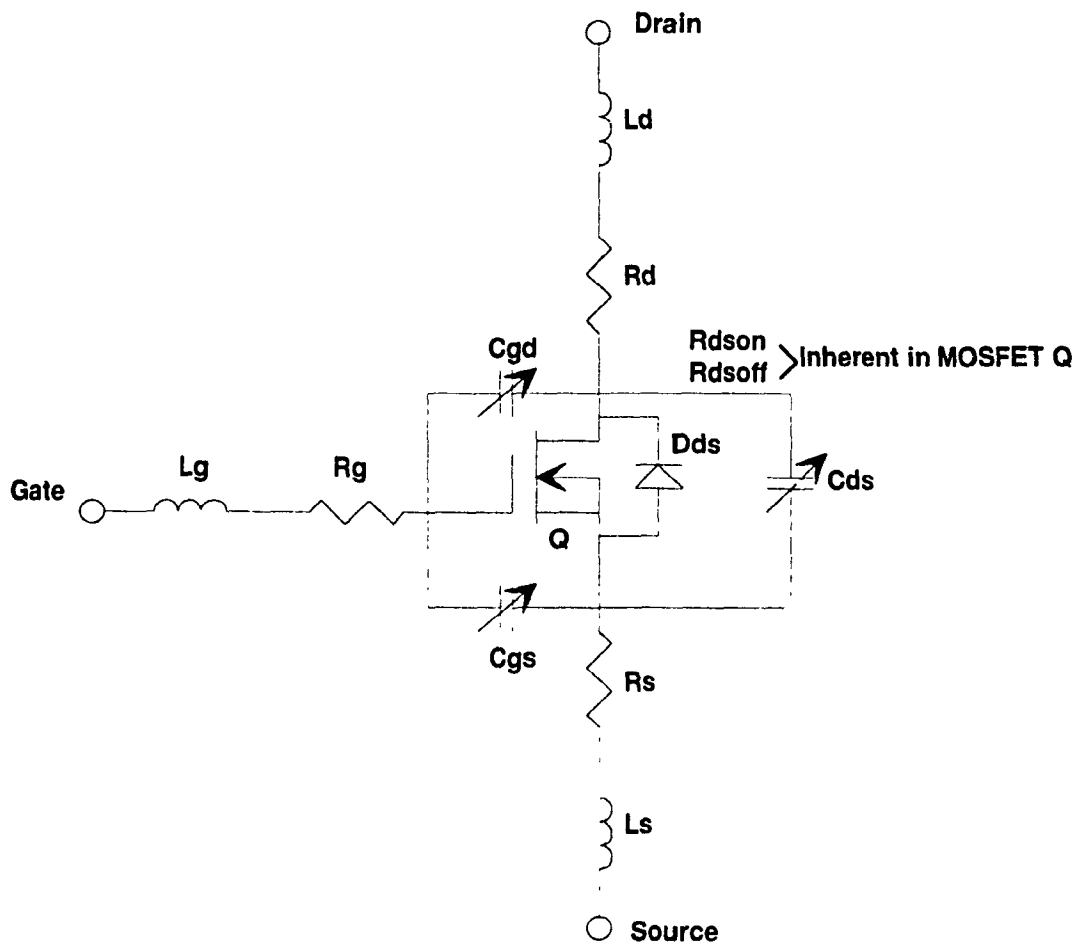 Drain
Ld
Rd
Rdson
Rdsoff
Inherent in MOSFET Q
Cgd
Dds
Cds
Lg
Rg
Gate
Q
Cgs
Rs
Ls
Source